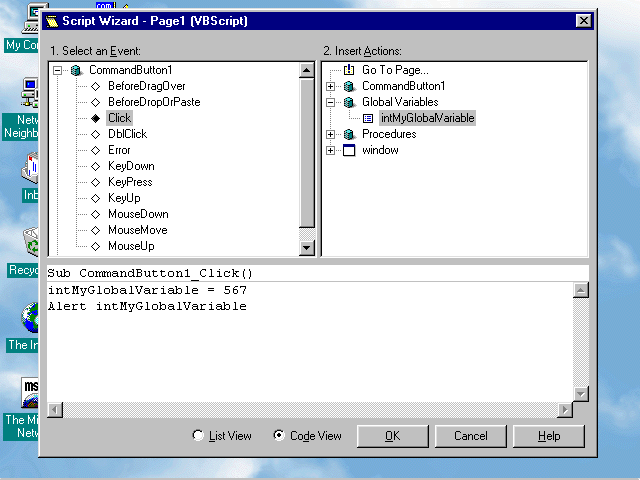 com
Script Wizard - Page1 (VBScript)
My Co
Netw
Neighb
Inb
Recyc
The In
ms
The Mi
Netw
1. Select an Event:
CommandButton1
BeforeDragOver
BeforeDropOrPaste
Click
DblClick
Error
KeyDown
KeyPress
KeyUp
MouseDown
MouseMove
MouseUp
2. Insert Actions:
Go To Page...
CommandButton1
Global Variables
intMyGlobalVariable
Procedures
window
Sub CommandButton1_Click()
intMyGlobalVariable = 567
Alert intMyGlobalVariable
List View
Code View
OK
Cancel
Help